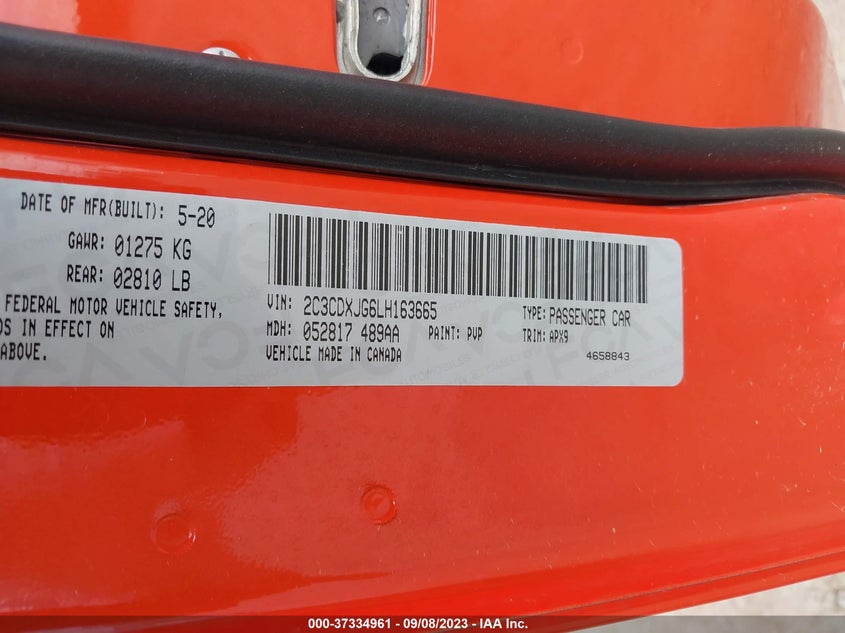 DATE OF MFR(BUILT): 5-20
GAWR: 01275 KG
REAR: 02810 LB
FEDERAL MOTOR VEHICLE SAFETY,
DS IN EFFECT ON
ABOVE.
VIN: 2C3CDXJG6LH163665
TYPE: PASSENGER CAR
MDH: 052817 489AA
PAINT: PVP
TRIM: APX9
VEHICLE MADE IN CANADA
4658843
000-37334961 - 09/08/2023 - IAA Inc.